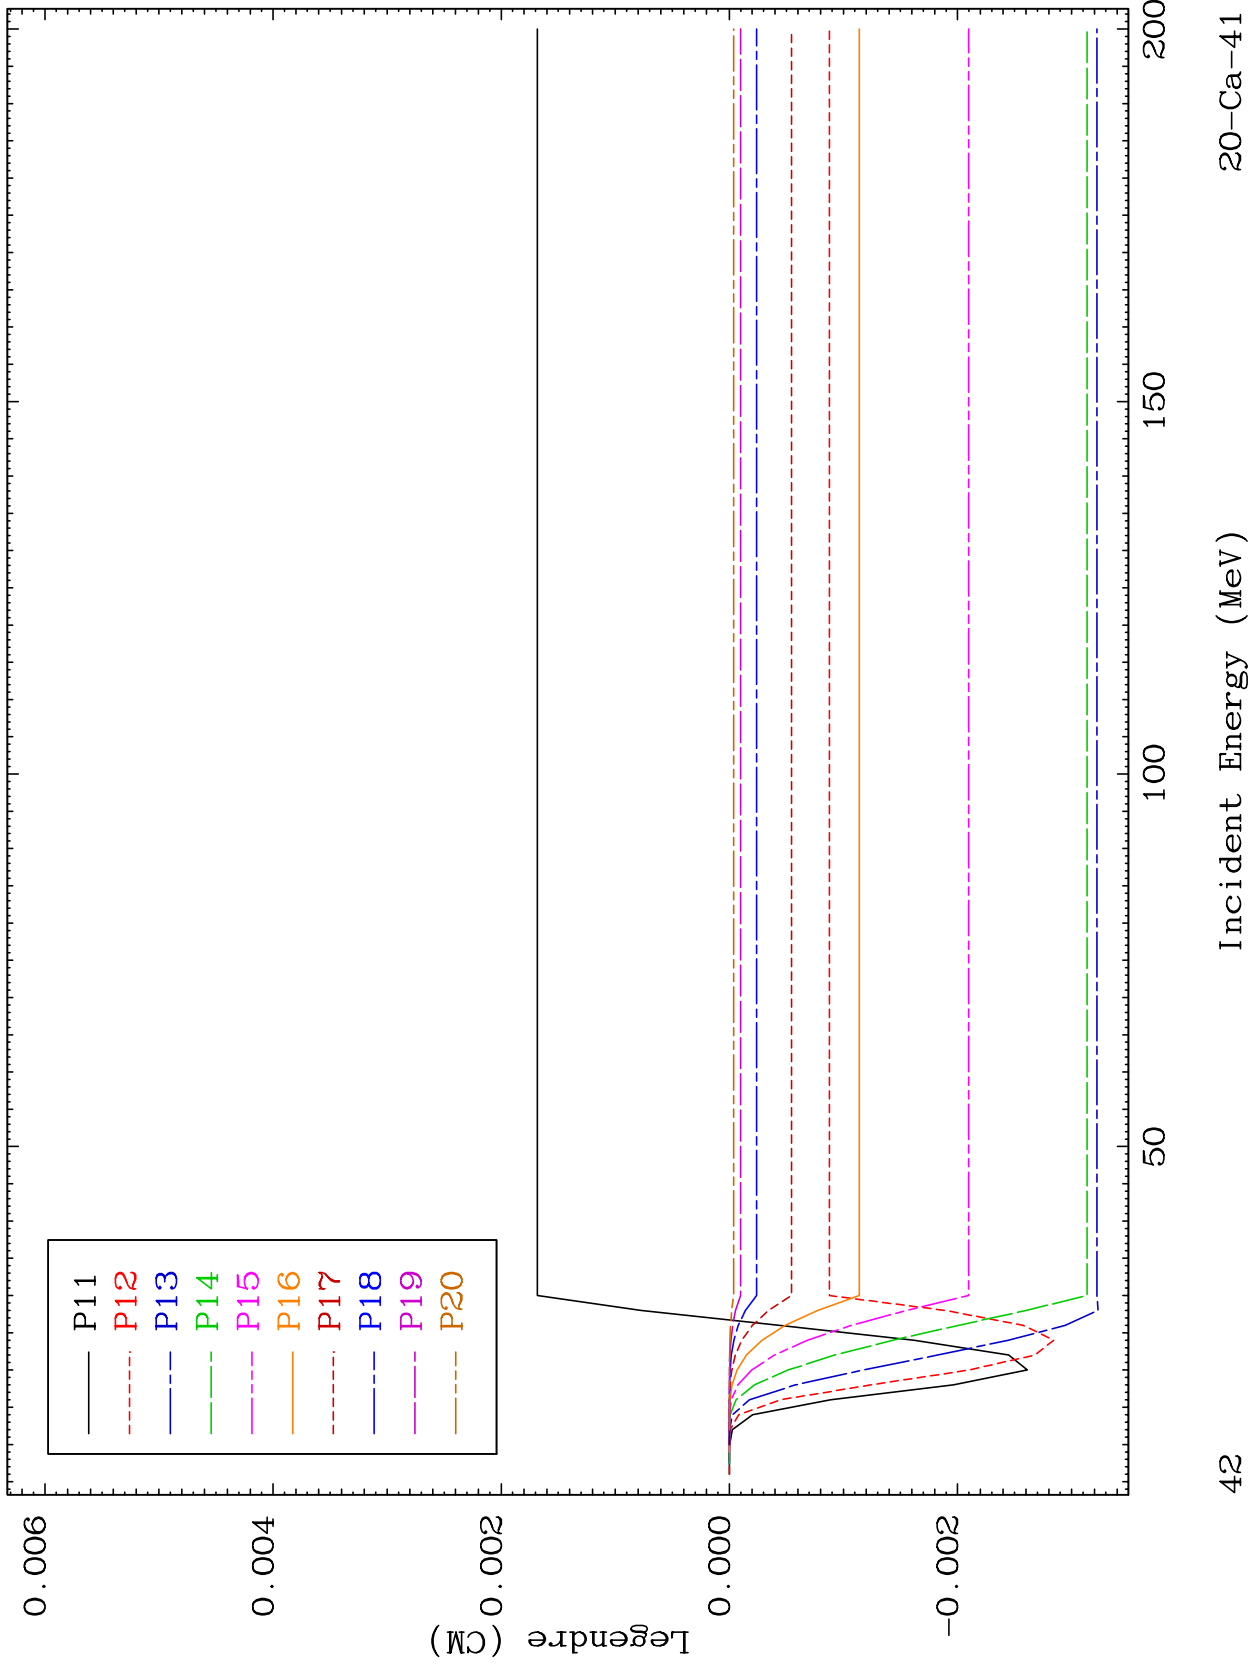 0.006
0.004
0.002
0.000
-0.002
Legendre (CM)
P11
P12
P13
P14
P15
P16
P17
P18
P19
P20
50
100
150
200
42
Incident Energy (MeV)
20-Ca-41